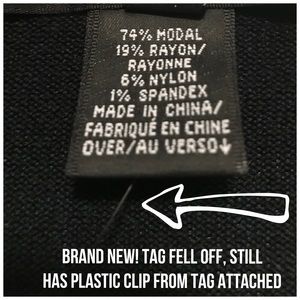 74% MODAL
19% RAYON/
RAYONNE
6% NYLON
1% SPANDEX
MADE IN CHINA/
FABRIQUÉ EN CHINE
OVER/AU VERSO↓
BRAND NEW! TAG FELL OFF, STILL
HAS PLASTIC CLIP FROM TAG ATTACHED